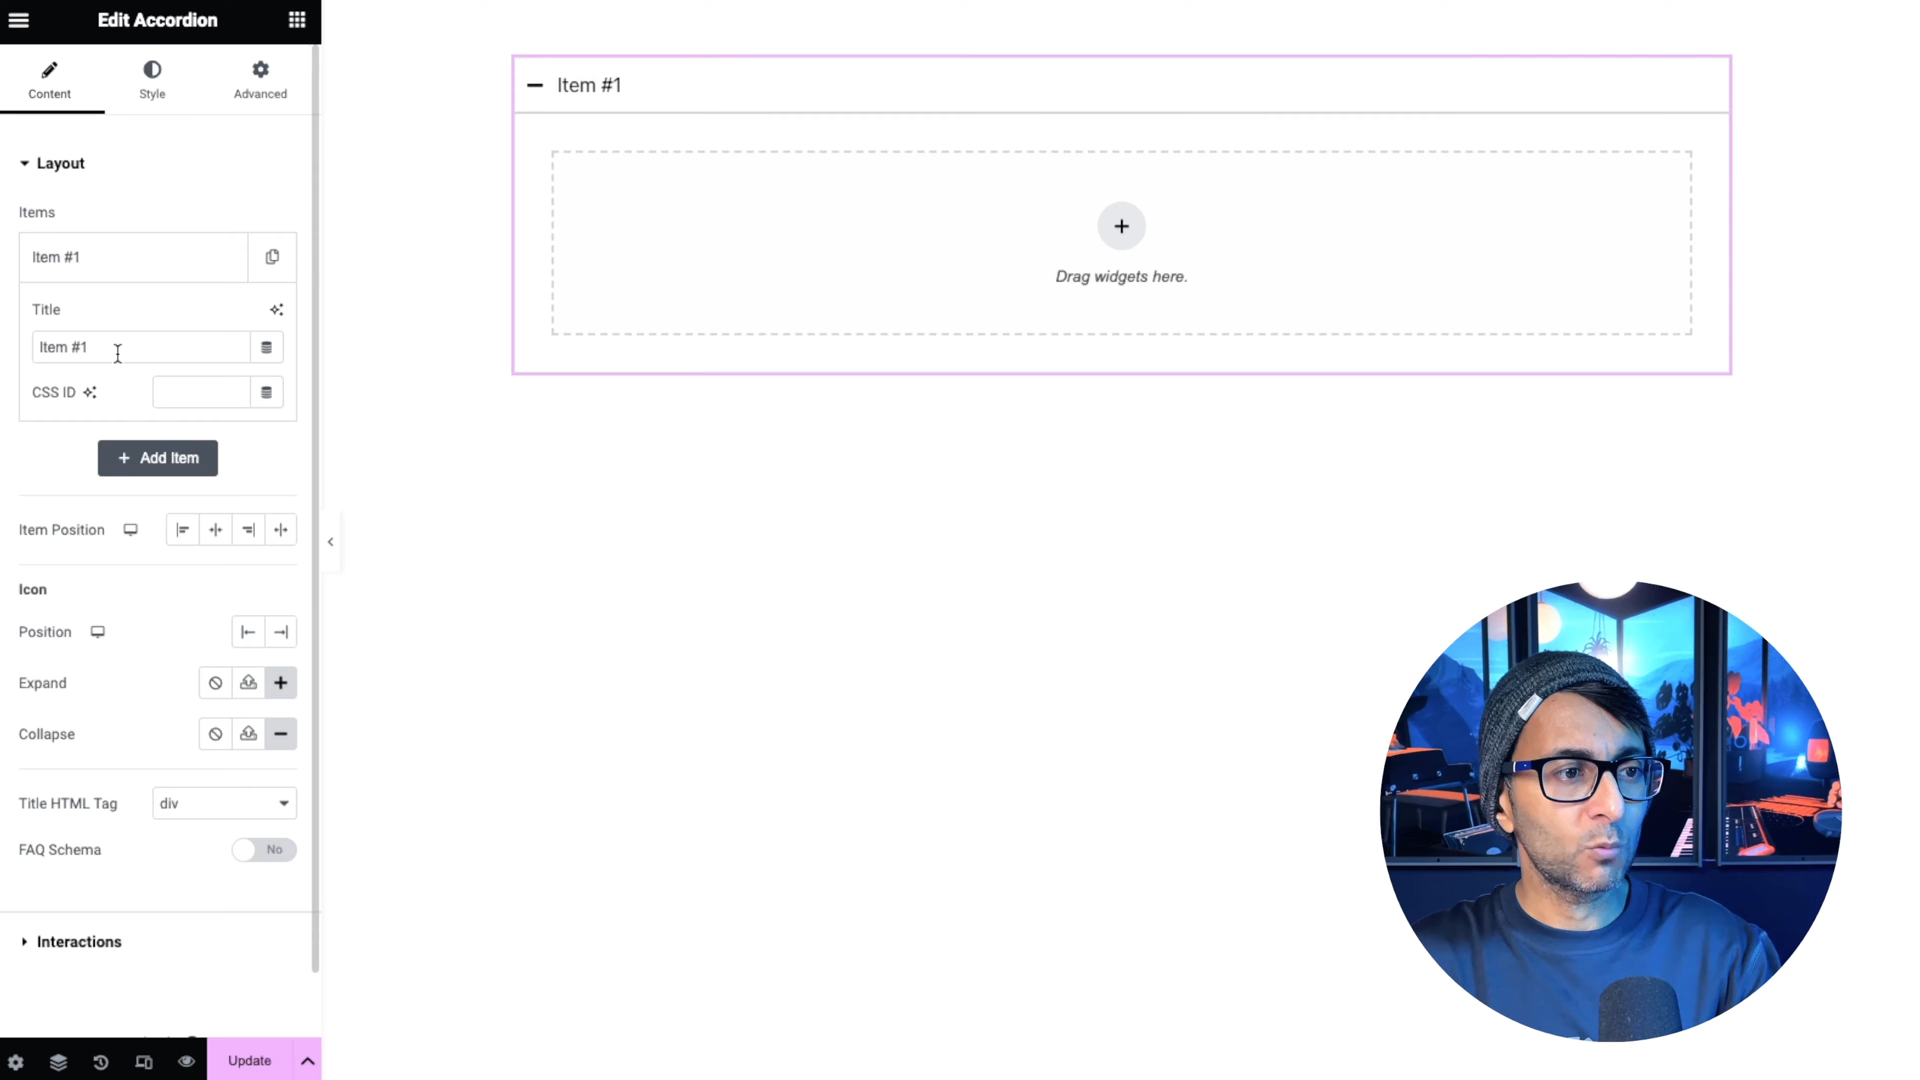 Edit Accordion
Content
Style
Advanced
Layout
Items
Item #1
Title
Item #1
CSS ID
+ Add Item
Item Position
Icon
Position
Expand
Collapse
Title HTML Tag
div
FAQ Schema
No
Interactions
Update
Item #1
Drag widgets here.